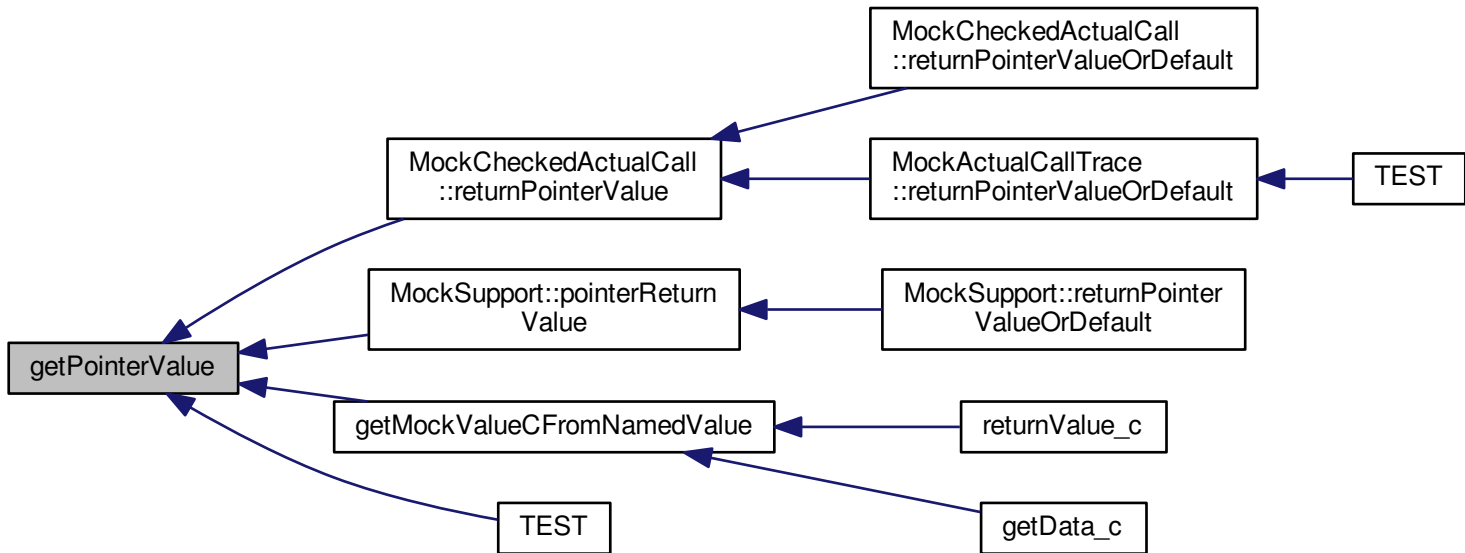 MockCheckedActualCall
::returnPointerValueOrDefault
MockCheckedActualCall
::returnPointerValue
MockActualCallTrace
::returnPointerValueOrDefault
TEST
MockSupport::pointerReturn
Value
MockSupport::returnPointer
ValueOrDefault
getPointerValue
getMockValueCFromNamedValue
returnValue_c
TEST
getData_c